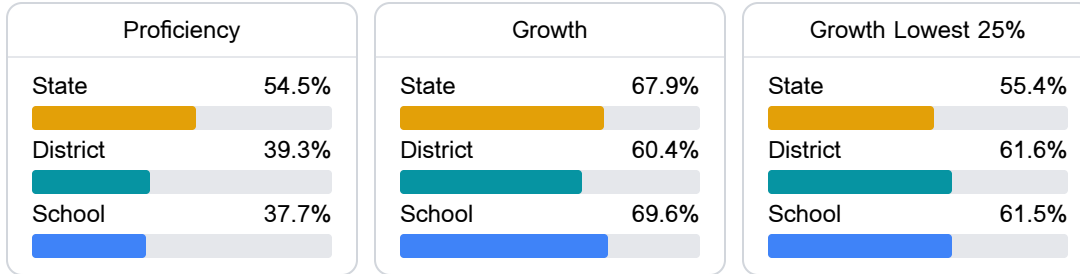 Proficiency
State 54.5%
District 39.3%
School 37.7%
Growth
State 67.9%
District 60.4%
School 69.6%
Growth Lowest 25%
State 55.4%
District 61.6%
School 61.5%